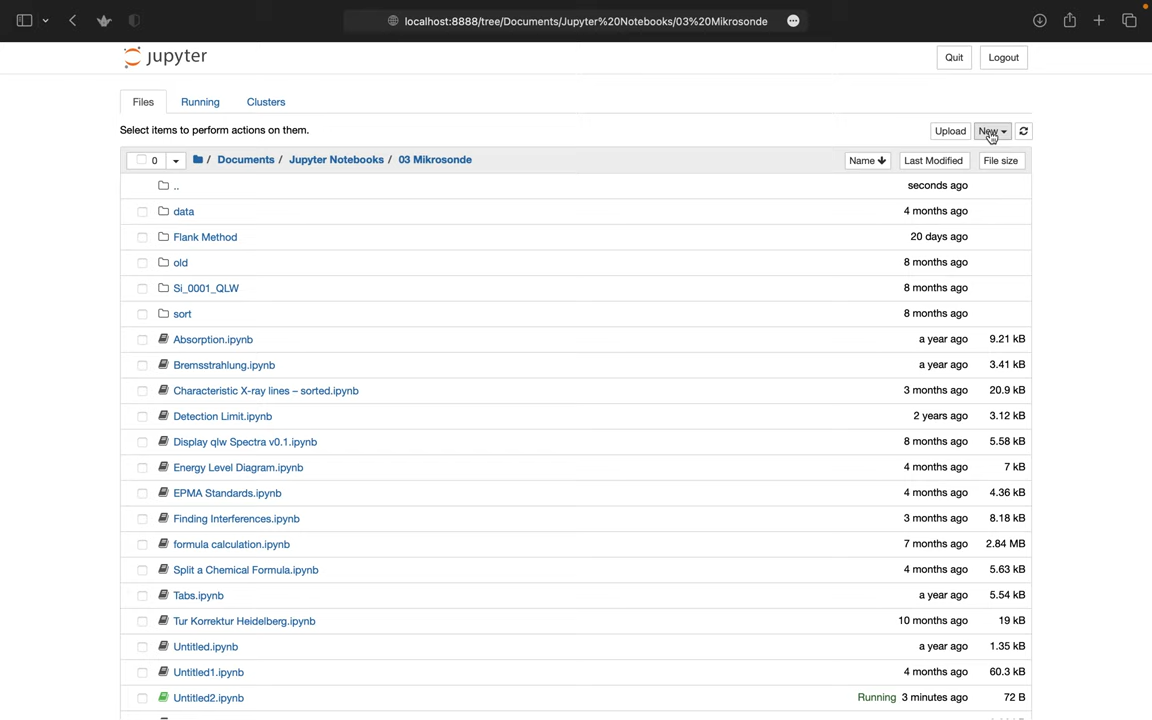 localhost:8888/tree/Documents/Jupyter%20Notebooks/03%20Mikrosonde
jupyter
Quit
Logout
Files
Running
Clusters
Select items to perform actions on them.
Upload
New
0
/ Documents / Jupyter Notebooks / 03 Mikrosonde
Name
Last Modified
File size
.. seconds ago
data 4 months ago
Flank Method 20 days ago
old 8 months ago
Si_0001_QLW 8 months ago
sort 8 months ago
Absorption.ipynb a year ago 9.21 kB
Bremsstrahlung.ipynb a year ago 3.41 kB
Characteristic X-ray lines – sorted.ipynb 3 months ago 20.9 kB
Detection Limit.ipynb 2 years ago 3.12 kB
Display qlw Spectra v0.1.ipynb 8 months ago 5.58 kB
Energy Level Diagram.ipynb 4 months ago 7 kB
EPMA Standards.ipynb 4 months ago 4.36 kB
Finding Interferences.ipynb 3 months ago 8.18 kB
formula calculation.ipynb 7 months ago 2.84 MB
Split a Chemical Formula.ipynb 4 months ago 5.63 kB
Tabs.ipynb a year ago 5.54 kB
Tur Korrektur Heidelberg.ipynb 10 months ago 19 kB
Untitled.ipynb a year ago 1.35 kB
Untitled1.ipynb 4 months ago 60.3 kB
Untitled2.ipynb Running 3 minutes ago 72 B